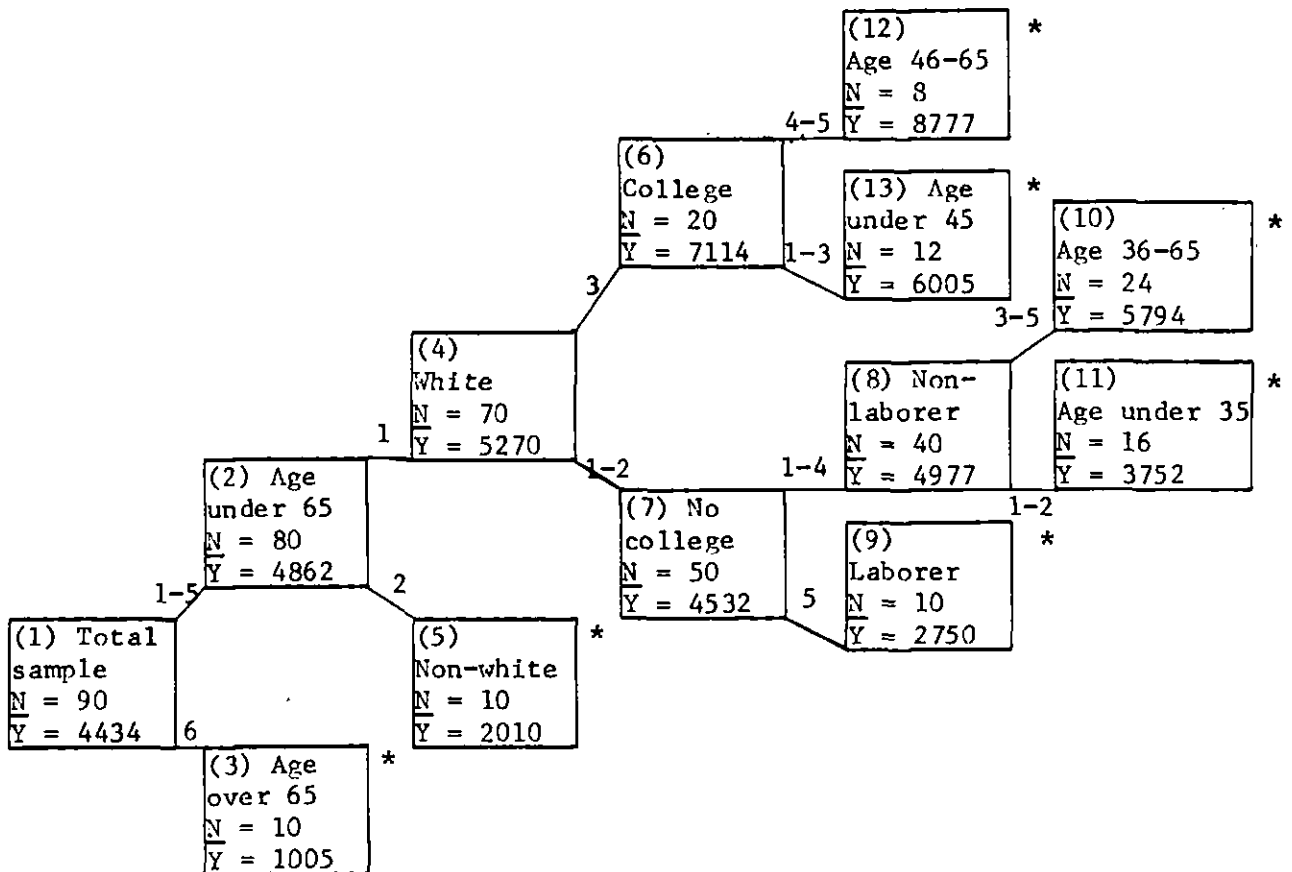 (12)
Age 46-65
N = 8
Y = 8777
*
4-5
(6)
College
N = 20
Y = 7114
(13) Age
under 45
N = 12
Y = 6005
*
1-3
(10)
Age 36-65
N = 24
Y = 5794
*
3
3-5
(4)
White
N = 70
Y = 5270
(8) Non-
laborer
N = 40
Y = 4977
(11)
Age under 35
N = 16
Y = 3752
*
1
1-2
1-4
1-2
(2) Age
under 65
N = 80
Y = 4862
(7) No
college
N = 50
Y = 4532
(9)
Laborer
N = 10
Y = 2750
*
1-5
2
5
(1) Total
sample
N = 90
Y = 4434
(5)
Non-white
N = 10
Y = 2010
*
6
(3) Age
over 65
N = 10
Y = 1005
*